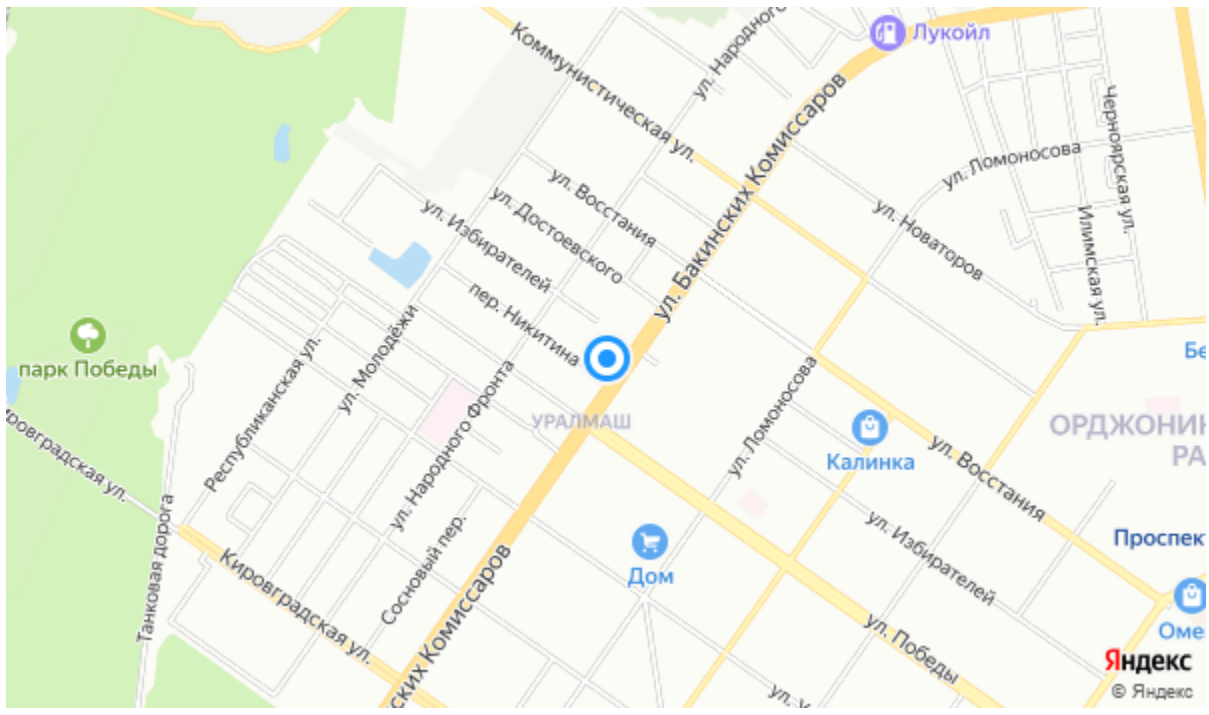 Лукойл
Коммунистическая ул.
ул. Народного
ул. Бакинских Комиссаров
Черноярская ул.
ул. Ломоносова
ул. Восстания
ул. Достоевского
ул. Избирателей
ул. Новаторов
Илимская ул.
пер. Никитина
парк Победы
ул. Молодёжи
Республиканская ул.
ул. Народного Фронта
УРАЛМАШ
ул. Ломоносова
Калинка
ОРДЖОНИК
РА
Бе
ровградская ул.
ул. Восстания
Танковая дорога
Сосновый пер.
Дом
ул. Избирателей
Проспек
Кировградская ул.
ских Комиссаров
ул. Победы
Оме
ул. У
Яндекс
© Яндекс